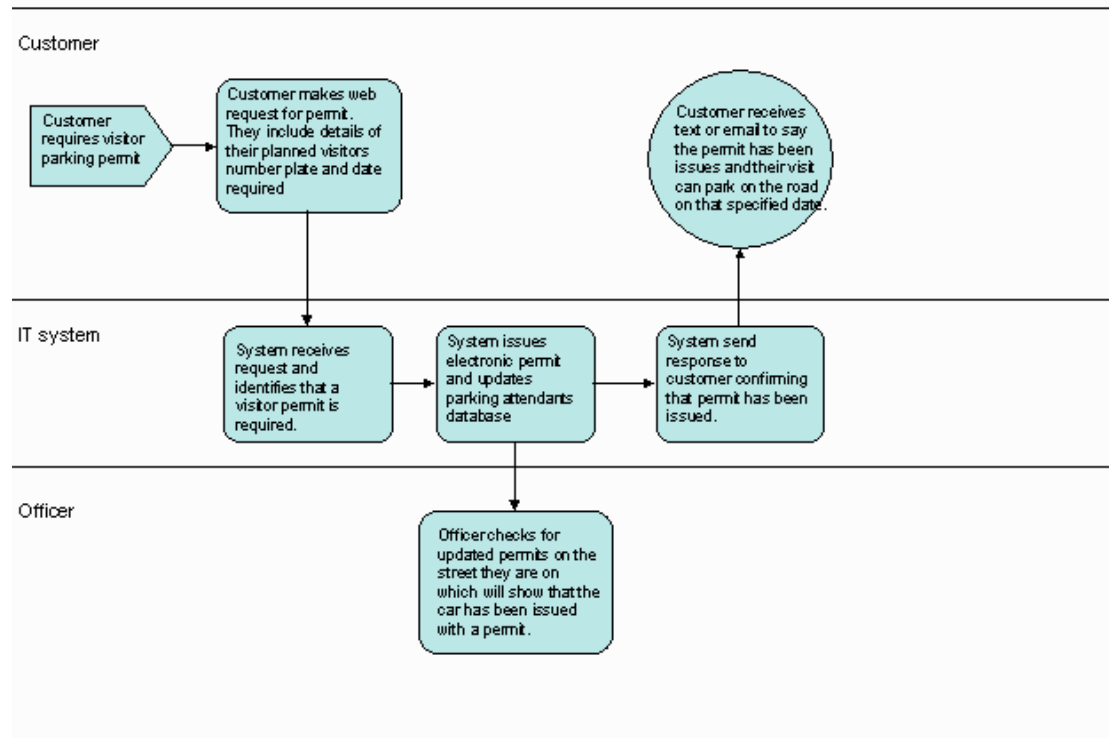 Customer
Customer
requires visitor
parking permit
Customer makes web
request for permit.
They include details of
their planned visitors
number plate and date
required
Customer receives
text or email to say
the permit has been
issues and their visit
can park on the road
on that specified date.
IT system
System receives
request and
identifies that a
visitor permit is
required.
System issues
electronic permit
and updates
parking attendants
database
System send
response to
customer confirming
that permit has been
issued.
Officer
Officer checks for
updated permits on the
street they are on
which will show that the
car has been issued
with a permit.